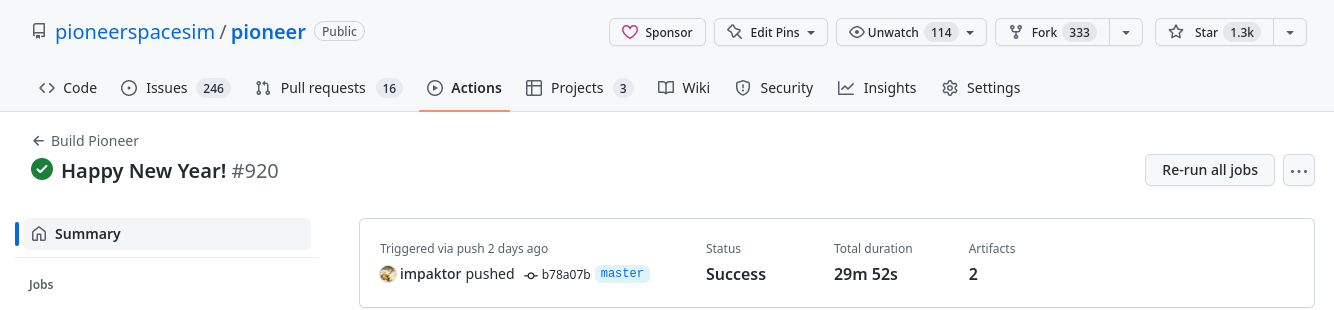 pioneerspacesim / pioneer Public Sponsor Edit Pins Unwatch 114 Fork 333 Star 1.3k
Code Issues 246 Pull requests 16 Actions Projects 3 Wiki Security Insights Settings
← Build Pioneer
Happy New Year! #920 Re-run all jobs ...
Summary
Jobs
Triggered via push 2 days ago Status Total duration Artifacts
impaktor pushed b78a07b master Success 29m 52s 2